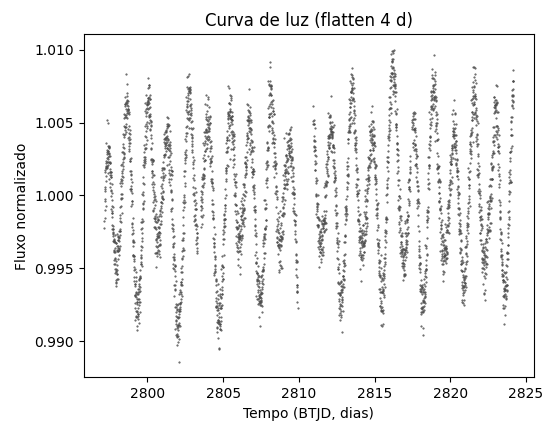 Curva de luz (flatten 4 d)
Fluxo normalizado
1.010
1.005
1.000
0.995
0.990
2800 2805 2810 2815 2820 2825
Tempo (BTJD, dias)